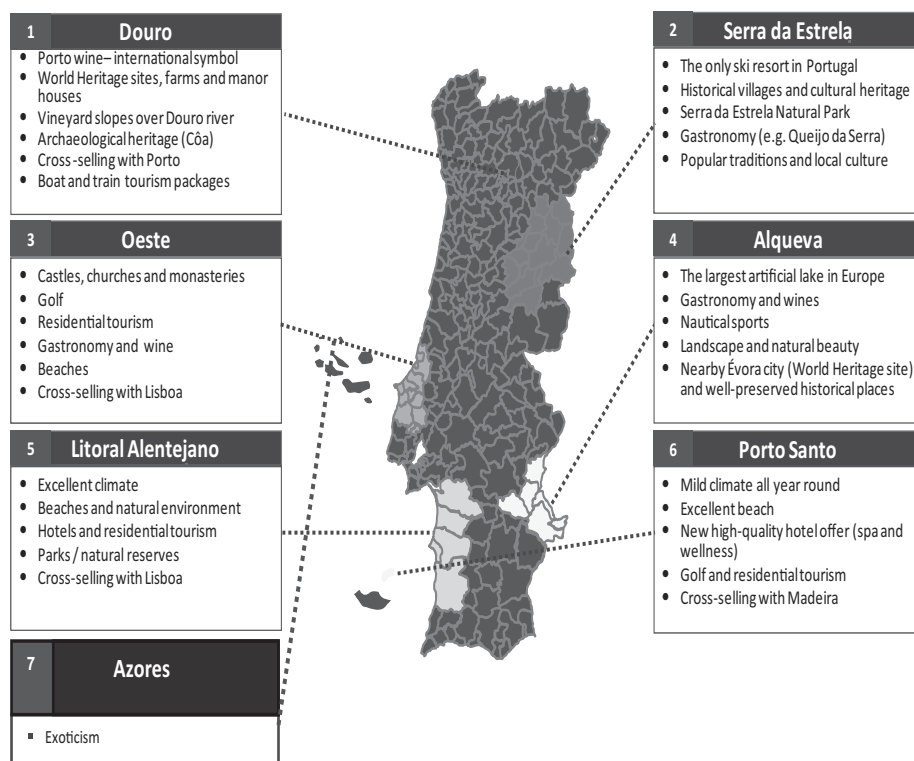 1 Douro
• Porto wine– international symbol
• World Heritage sites, farms and manor
houses
• Vineyard slopes over Douro river
• Archaeological heritage (Côa)
• Cross -selling with Porto
• Boat and train tourism packages
2 Serra da Estrela
• The only ski resort in Portugal
• Historical villages and cultural heritage
• Serra da Estrela Natural Park
• Gastronomy (e.g. Queijo da Serra)
• Popular traditions and local culture
3 Oeste
• Castles, churches and monasteries
• Golf
• Residential tourism
• Gastronomy and wine
• Beaches
• Cross-selling with Lisboa
4 Alqueva
• The largest artificial lake in Europe
• Gastronomy and wines
• Nautical sports
• Landscape and natural beauty
• Nearby Évora city (World Heritage site)
and well-preserved historical places
5 Litoral Alentejano
• Excellent climate
• Beaches and natural environment
• Hotels and residential tourism
• Parks / natural reserves
• Cross-selling with Lisboa
6 Porto Santo
• Mild climate all year round
• Excellent beach
• New high-quality hotel offer (spa and
wellness)
• Golf and residential tourism
• Cross-selling with Madeira
7 Azores
▪ Exoticism